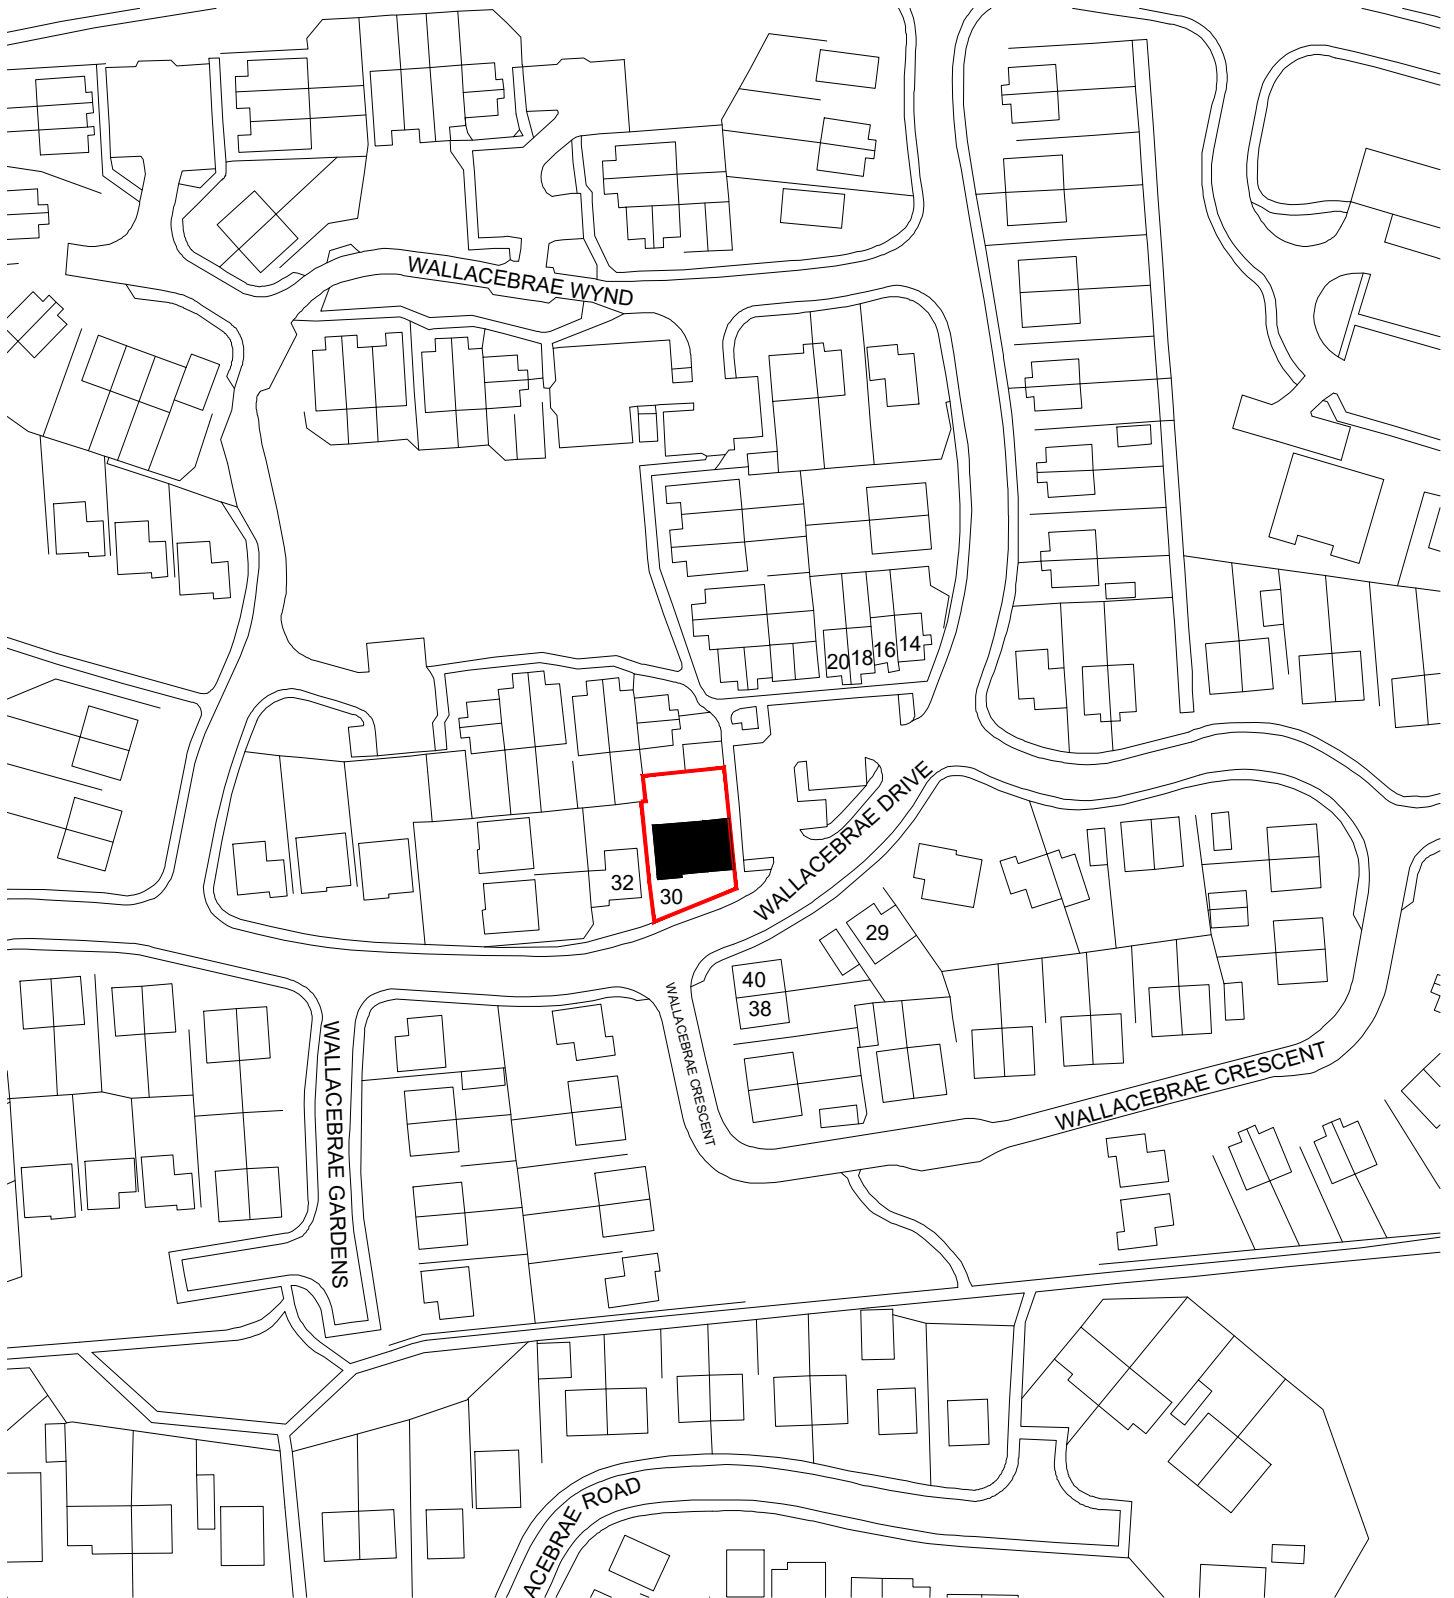 WALLACEBRAE WYND
20
18
16
14
WALLACEBRAE DRIVE
32
30
29
40
38
WALLACEBRAE CRESCENT
WALLACEBRAE GARDENS
WALLACEBRAE CRESCENT
ACEBRAE ROAD